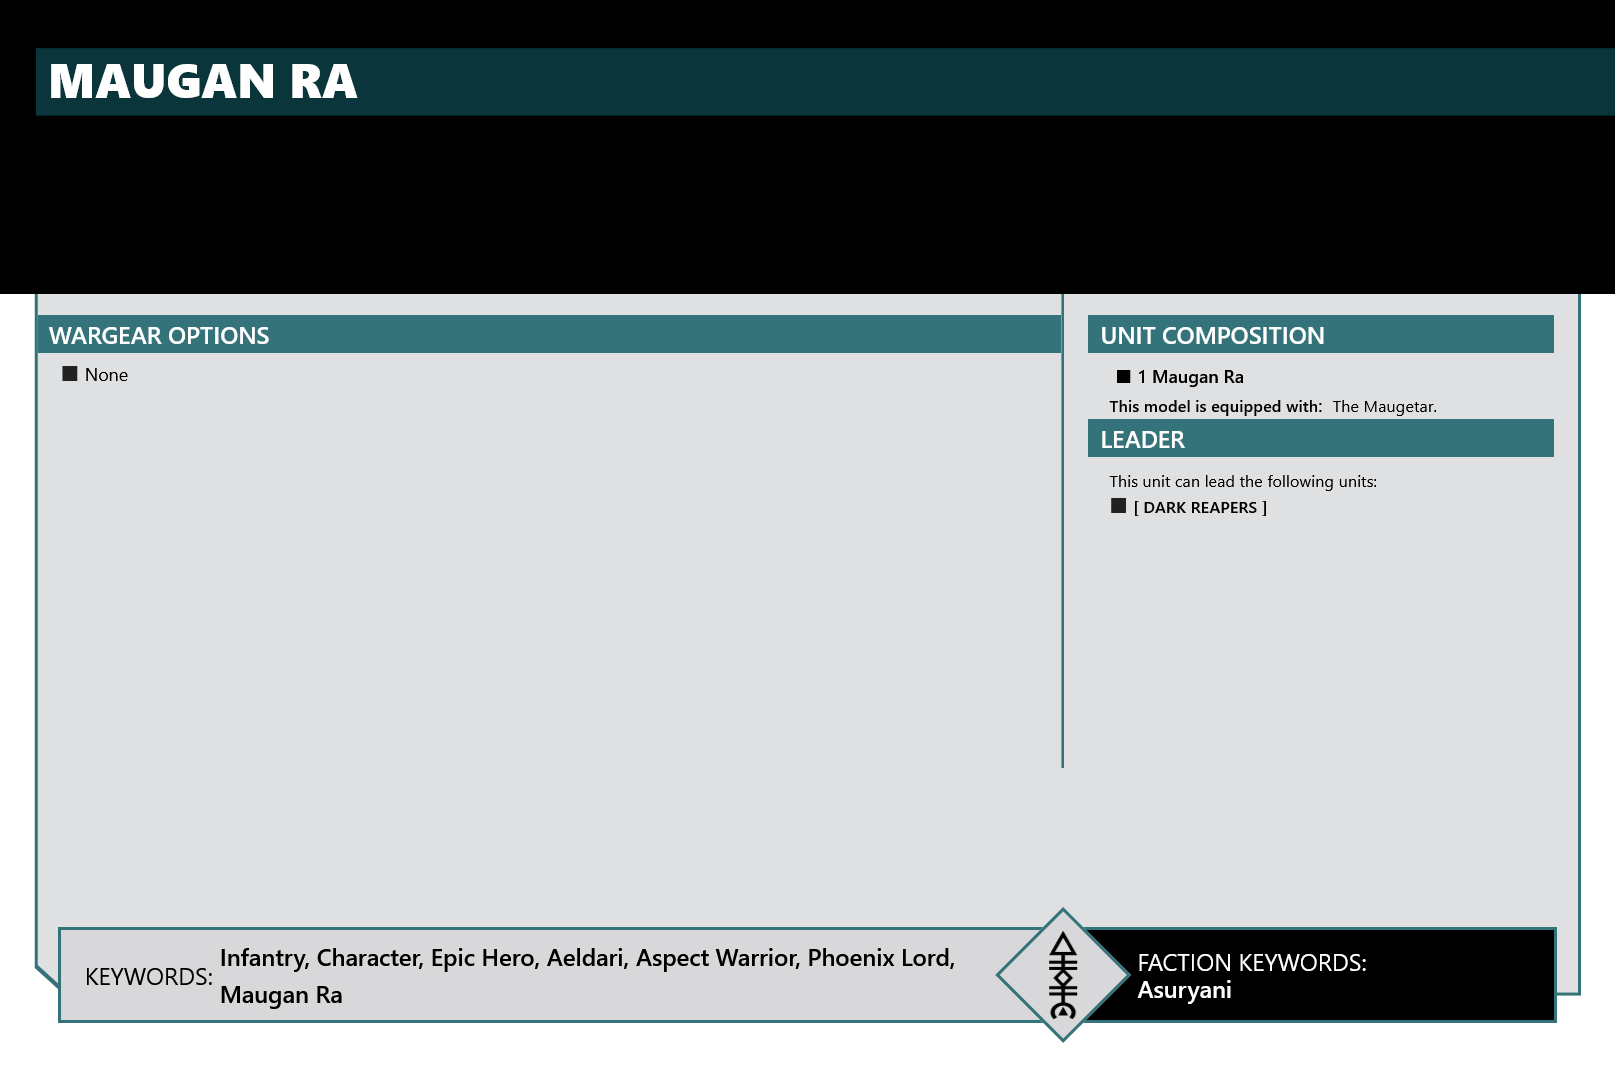 MAUGAN RA
WARGEAR OPTIONS
■ None
UNIT COMPOSITION
■ 1 Maugan Ra
This model is equipped with: The Maugetar.
LEADER
This unit can lead the following units:
■ [ DARK REAPERS ]
KEYWORDS: Infantry, Character, Epic Hero, Aeldari, Aspect Warrior, Phoenix Lord,
Maugan Ra
FACTION KEYWORDS:
Asuryani